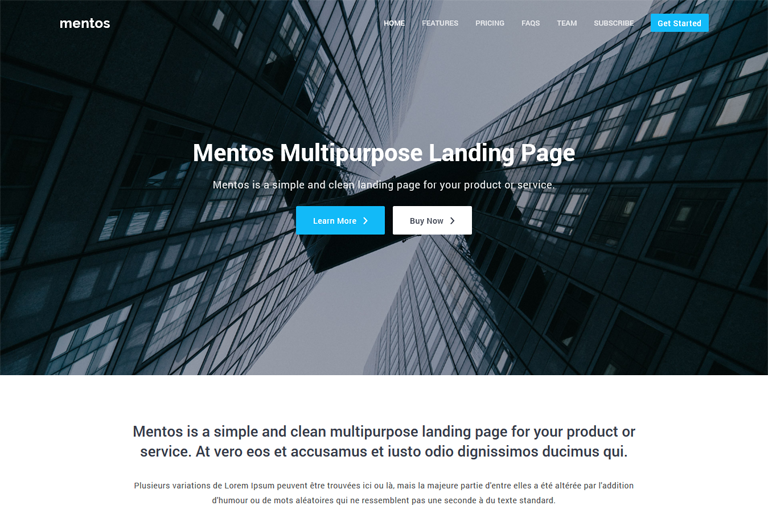 mentos
HOME FEATURES PRICING FAQS TEAM SUBSCRIBE Get Started
Mentos Multipurpose Landing Page
Mentos is a simple and clean landing page for your product or service.
Learn More Buy Now
Mentos is a simple and clean multipurpose landing page for your product or
service. At vero eos et accusamus et iusto odio dignissimos ducimus qui.
Plusieurs variations de Lorem Ipsum peuvent être trouvées ici ou là, mais la majeure partie d'entre elles a été altérée par l'addition
d'humour ou de mots aléatoires qui ne ressemblent pas une seconde à du texte standard.